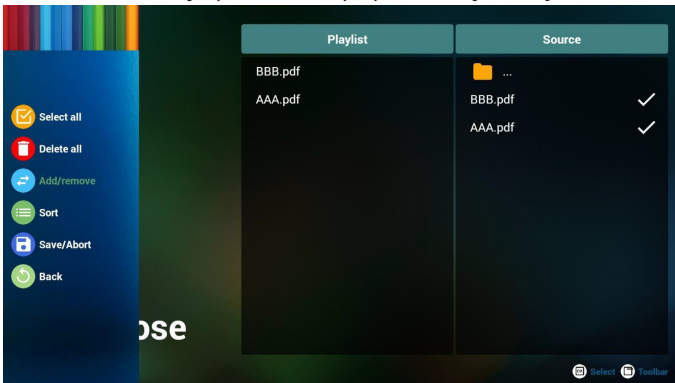 Playlist
Source
BBB.pdf
AAA.pdf
...
BBB.pdf
AAA.pdf
Select all
Delete all
Add/remove
Sort
Save/Abort
Back
ose
Select
Toolbar